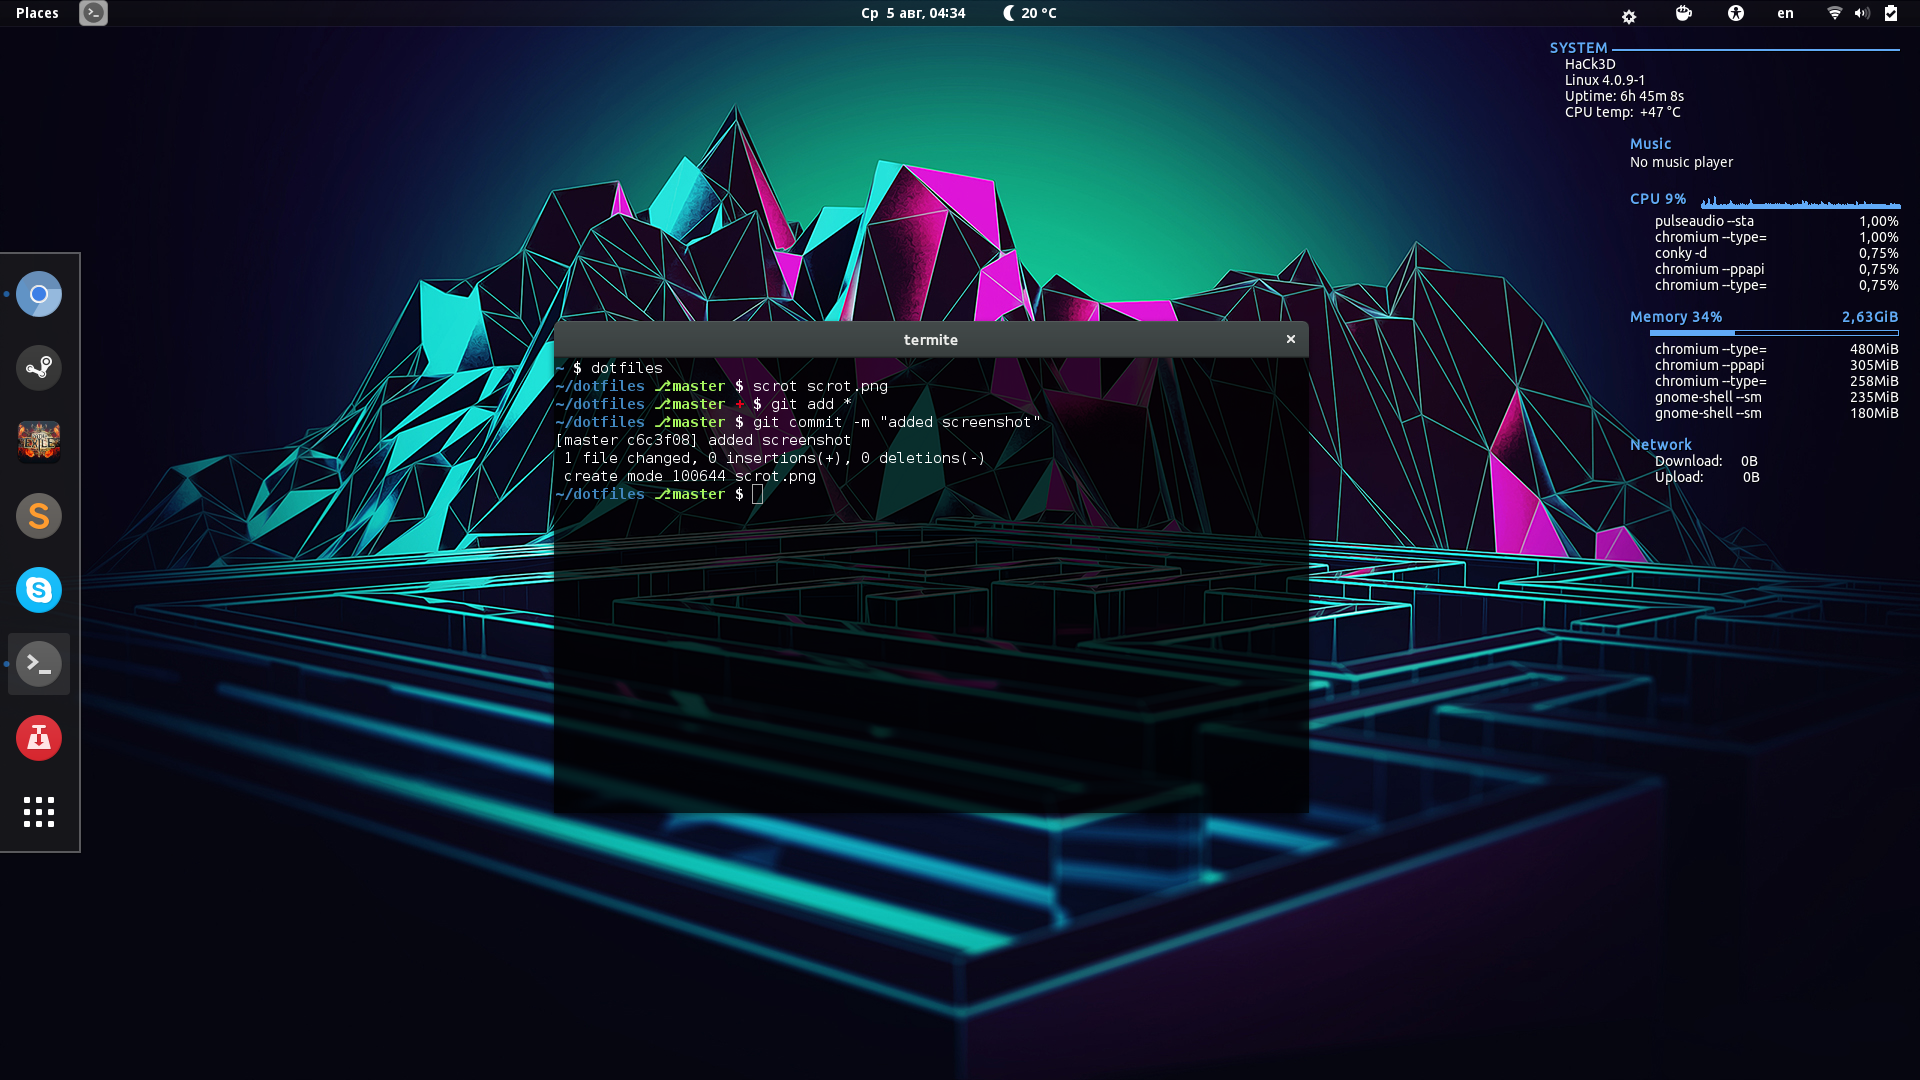 Places
Ср 5 авг, 04:34
20 °C
en
SYSTEM
HaCk3D
Linux 4.0.9-1
Uptime: 6h 45m 8s
CPU temp: +47 °C
Music
No music player
CPU 9%
pulseaudio --sta 1,00%
chromium --type= 1,00%
conky -d 0,75%
chromium --ppapi 0,75%
chromium --type= 0,75%
Memory 34% 2,63GiB
chromium --type= 480MiB
chromium --ppapi 305MiB
chromium --type= 258MiB
gnome-shell --sm 235MiB
gnome-shell --sm 180MiB
Network
Download: 0B
Upload: 0B
termite
~ $ dotfiles
~/dotfiles ⎇master $ scrot scrot.png
~/dotfiles ⎇master + $ git add *
~/dotfiles ⎇master $ git commit -m "added screenshot"
[master c6c3f08] added screenshot
1 file changed, 0 insertions(+), 0 deletions(-)
create mode 100644 scrot.png
~/dotfiles ⎇master $
EXILE